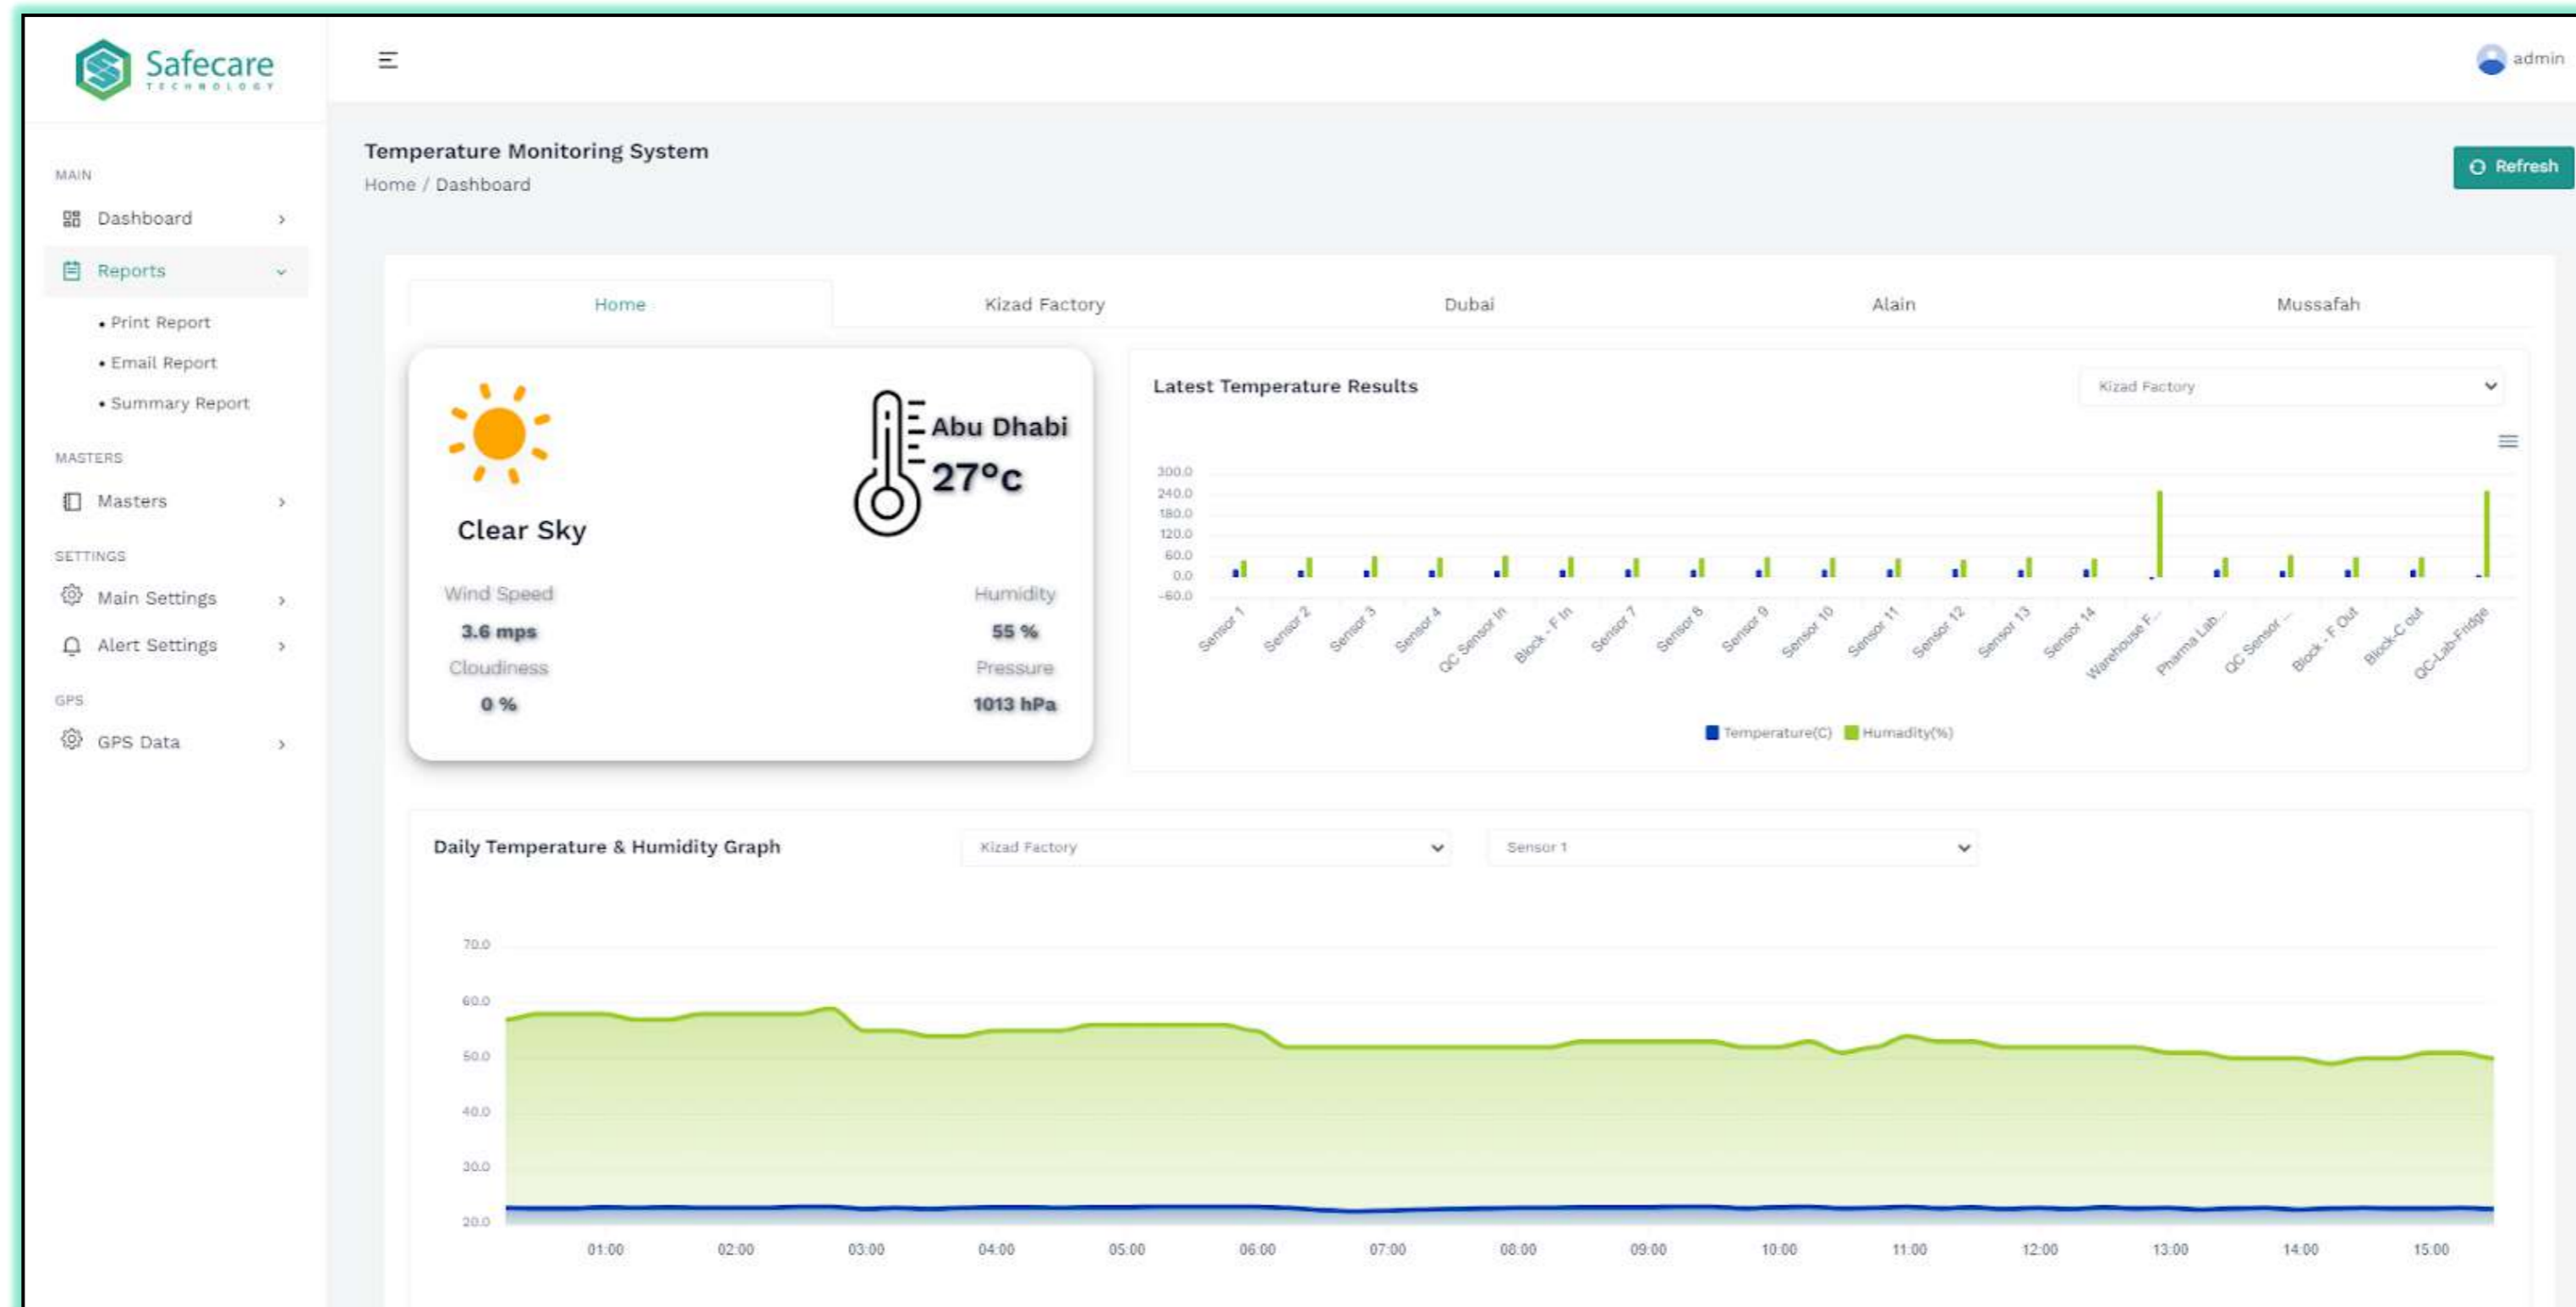 Safecare
TECHNOLOGY
admin
Temperature Monitoring System
Home / Dashboard
Refresh
MAIN
Dashboard
Reports
• Print Report
• Email Report
• Summary Report
MASTERS
Masters
SETTINGS
Main Settings
Alert Settings
GPS
GPS Data
Home
Kizad Factory
Dubai
Alain
Mussafah
Abu Dhabi
27°c
Clear Sky
Wind Speed
Humidity
3.6 mps
55 %
Cloudiness
Pressure
0 %
1013 hPa
Latest Temperature Results
Kizad Factory
300.0
240.0
180.0
120.0
60.0
0.0
-60.0
Sensor 1
Sensor 2
Sensor 3
Sensor 4
QC Sensor In
Block - F In
Sensor 7
Sensor 8
Sensor 9
Sensor 10
Sensor 11
Sensor 12
Sensor 13
Sensor 14
Warehouse F...
Pharma Lab...
QC Sensor ...
Block - F Out
Block-C out
QC-Lab-Fridge
Temperature(C)
Humadity(%)
Daily Temperature & Humidity Graph
Kizad Factory
Sensor 1
70.0
60.0
50.0
40.0
30.0
20.0
01:00
02:00
03:00
04:00
05:00
06:00
07:00
08:00
09:00
10:00
11:00
12:00
13:00
14:00
15:00